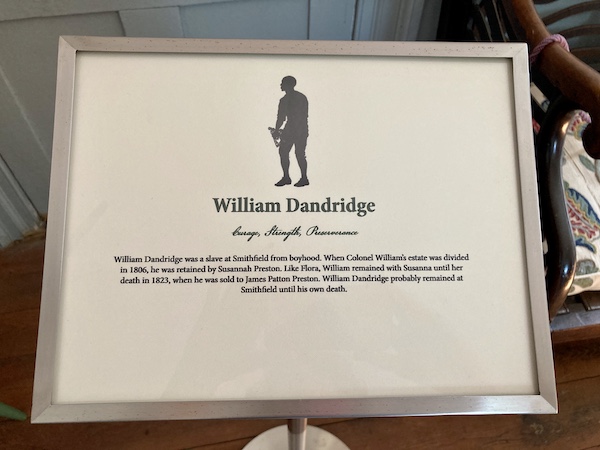 William Dandridge
Courage, Strength, Preserverance
William Dandridge was a slave at Smithfield from boyhood. When Colonel William's estate was divided
in 1806, he was retained by Susannah Preston. Like Flora, William remained with Susanna until her
death in 1823, when he was sold to James Patton Preston. William Dandridge probably remained at
Smithfield until his own death.